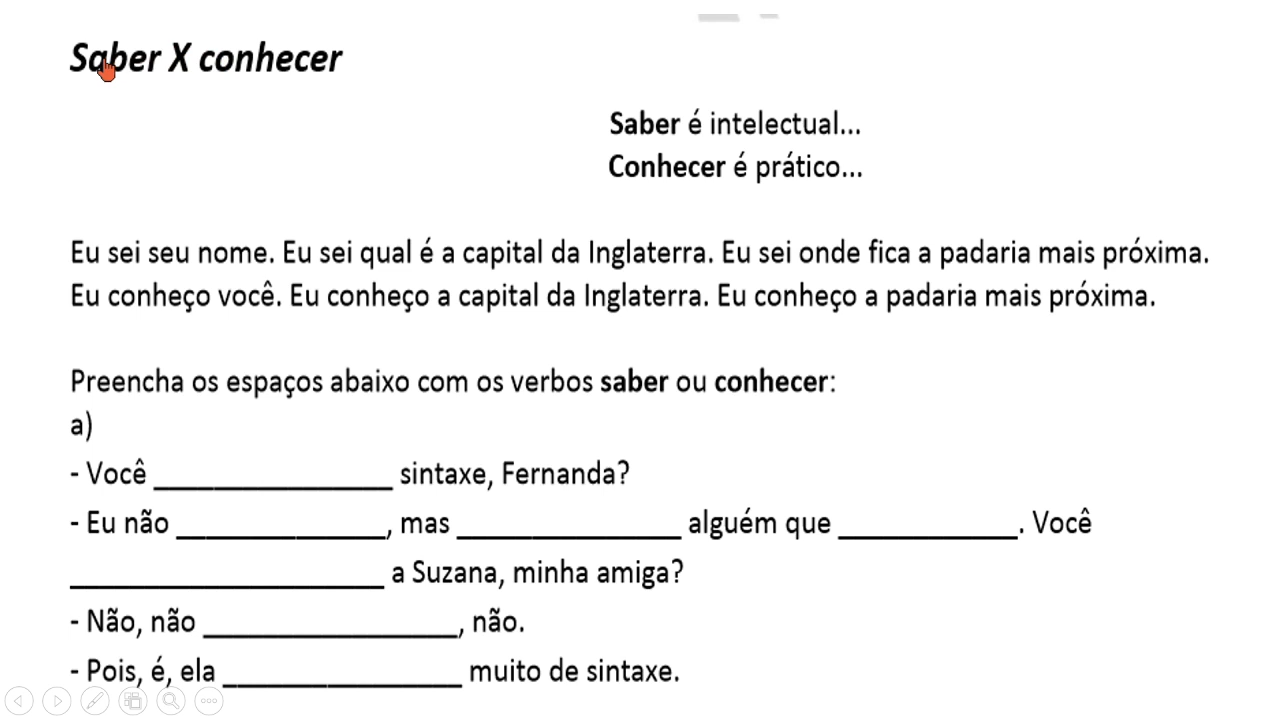 Saber X conhecer
Saber é intelectual...
Conhecer é prático...
Eu sei seu nome. Eu sei qual é a capital da Inglaterra. Eu sei onde fica a padaria mais próxima.
Eu conheço você. Eu conheço a capital da Inglaterra. Eu conheço a padaria mais próxima.
Preencha os espaços abaixo com os verbos saber ou conhecer:
a)
- Você ________________ sintaxe, Fernanda?
- Eu não ______________, mas _______________ alguém que ____________. Você
_____________________ a Suzana, minha amiga?
- Não, não _________________, não.
- Pois, é, ela ________________ muito de sintaxe.